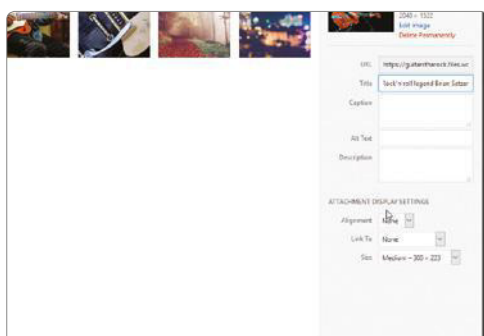 2048 × 1522
Edit image
Delete Permanently
URL
https://guitarthatrock.files.wo
Title
Rock'n'roll legend Brian Setzer
Caption
Alt Text
Description
ATTACHMENT DISPLAY SETTINGS
Alignment
None
Link To
None
Size
Medium – 300 × 223